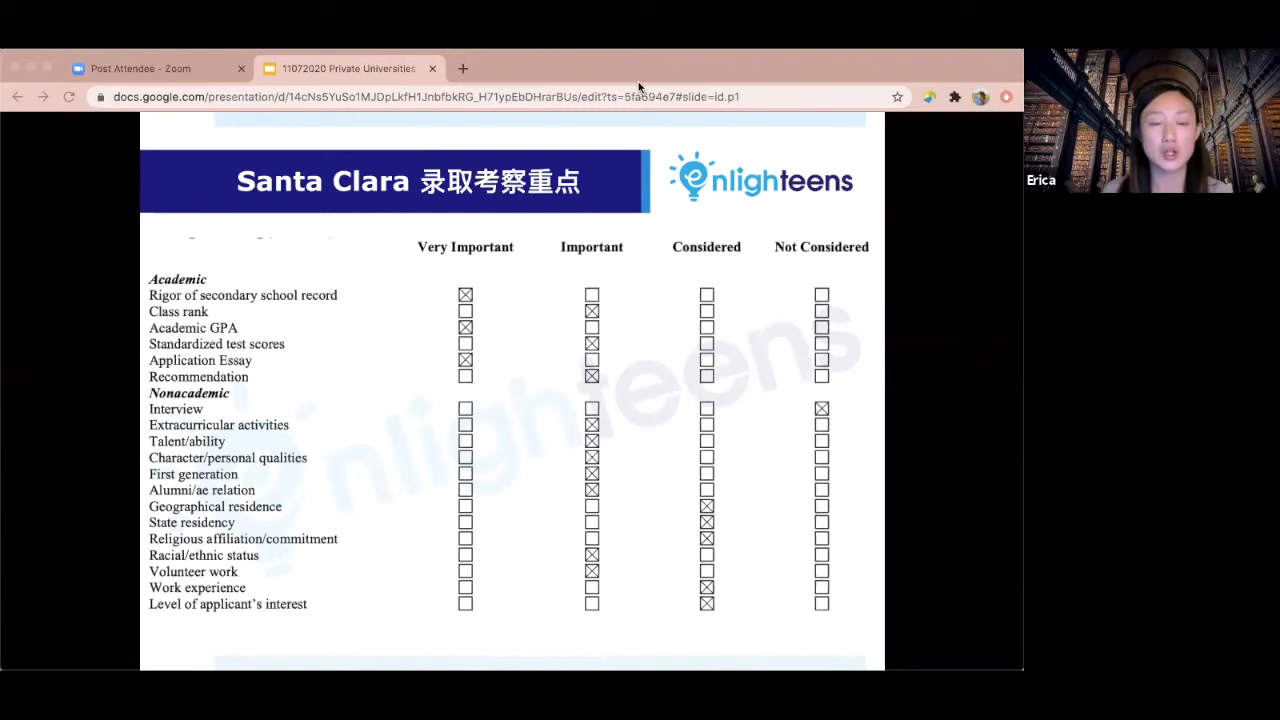 Post Attendee - Zoom
11072020 Private Universities
docs.google.com/presentation/d/14cNs5YuSo1MJDpLkfH1JnbfbkRG_H71ypEbDHrarBUs/edit?ts=5fa694e7#slide=id.p1
Erica
Santa Clara 录取考察重点
enlighteens
Very Important Important Considered Not Considered
Academic
Rigor of secondary school record
Class rank
Academic GPA
Standardized test scores
Application Essay
Recommendation
Nonacademic
Interview
Extracurricular activities
Talent/ability
Character/personal qualities
First generation
Alumni/ae relation
Geographical residence
State residency
Religious affiliation/commitment
Racial/ethnic status
Volunteer work
Work experience
Level of applicant’s interest
enlighteens